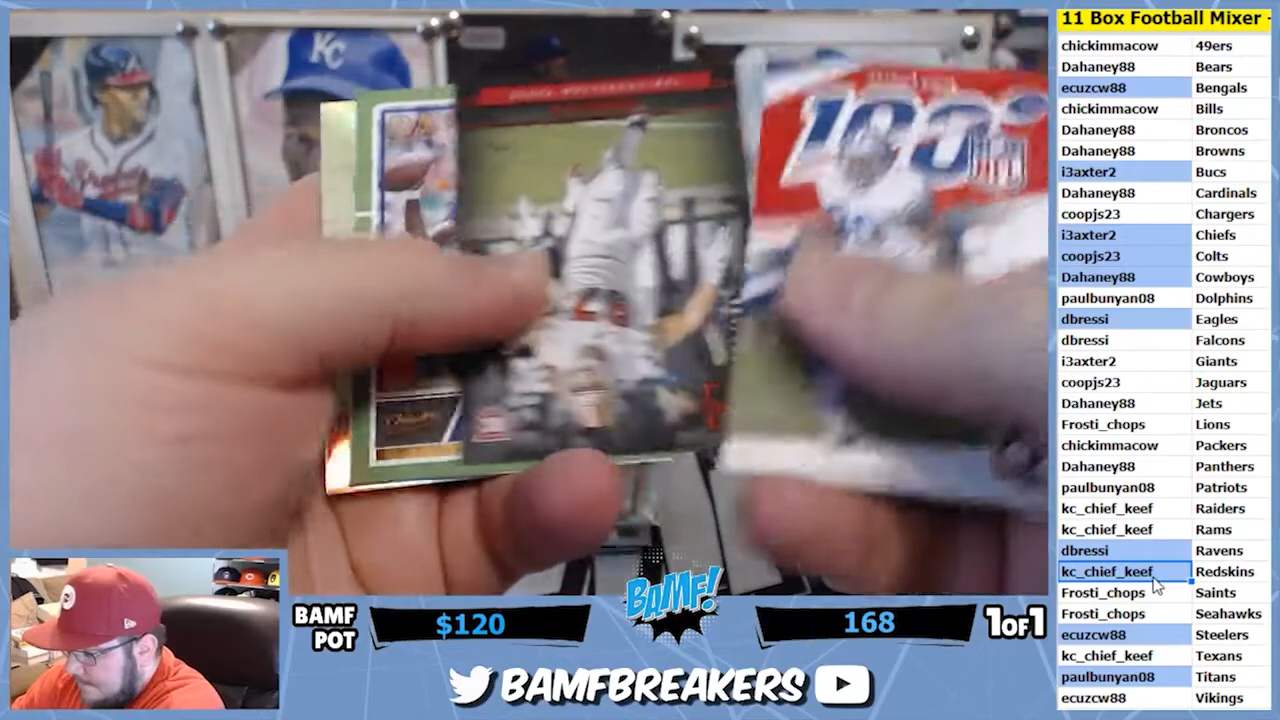 KC
100
NFL
11 Box Football Mixer -
chickimmacow 49ers
Dahaney88 Bears
ecuzcw88 Bengals
chickimmacow Bills
Dahaney88 Broncos
Dahaney88 Browns
i3axter2 Bucs
Dahaney88 Cardinals
coopjs23 Chargers
i3axter2 Chiefs
coopjs23 Colts
Dahaney88 Cowboys
paulbunyan08 Dolphins
dbressi Eagles
dbressi Falcons
i3axter2 Giants
coopjs23 Jaguars
Dahaney88 Jets
Frosti_chops Lions
chickimmacow Packers
Dahaney88 Panthers
paulbunyan08 Patriots
kc_chief_keef Raiders
kc_chief_keef Rams
dbressi Ravens
kc_chief_keef Redskins
Frosti_chops Saints
Frosti_chops Seahawks
ecuzcw88 Steelers
kc_chief_keef Texans
paulbunyan08 Titans
ecuzcw88 Vikings
BAMF POT
$120
BAMF!
168
1OF1
BAMFBREAKERS